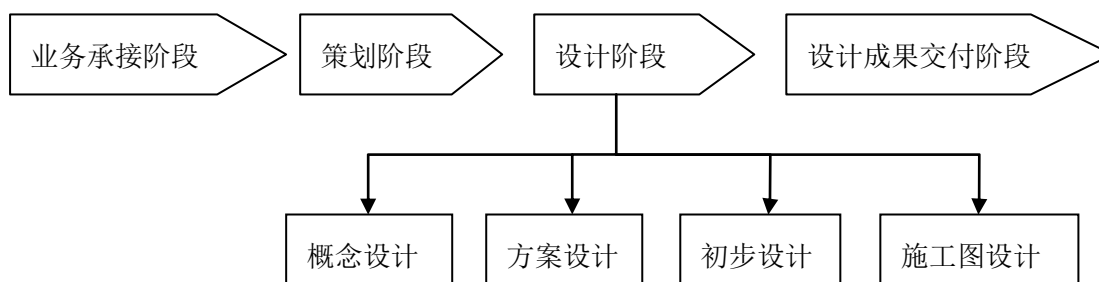 业务承接阶段
策划阶段
设计阶段
设计成果交付阶段
概念设计
方案设计
初步设计
施工图设计